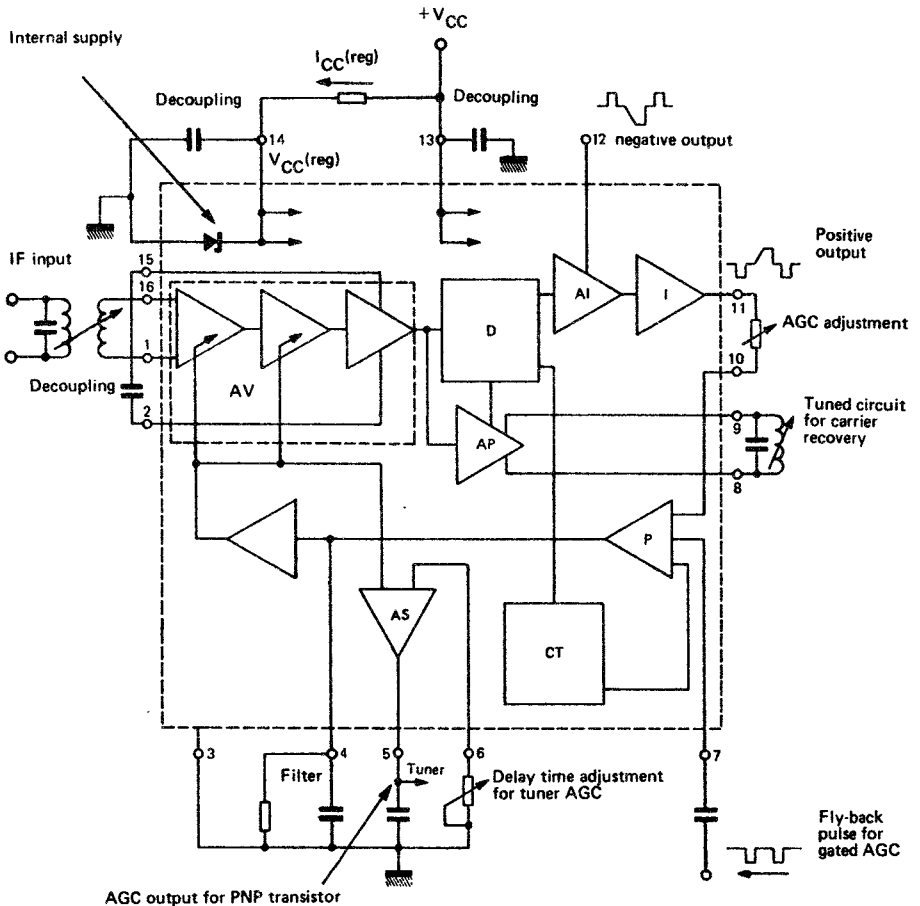 +VCC
Internal supply
ICC(reg)
Decoupling
Decoupling
14
13
12 negative output
VCC(reg)
IF input
15
Positive output
16
AI
I
D
11
AGC adjustment
1
10
Decoupling
AV
2
Tuned circuit
for carrier
recovery
9
AP
8
P
AS
CT
3
4
5
6
7
Filter
Tuner
Delay time adjustment
for tuner AGC
Fly-back
pulse for
gated AGC
AGC output for PNP transistor